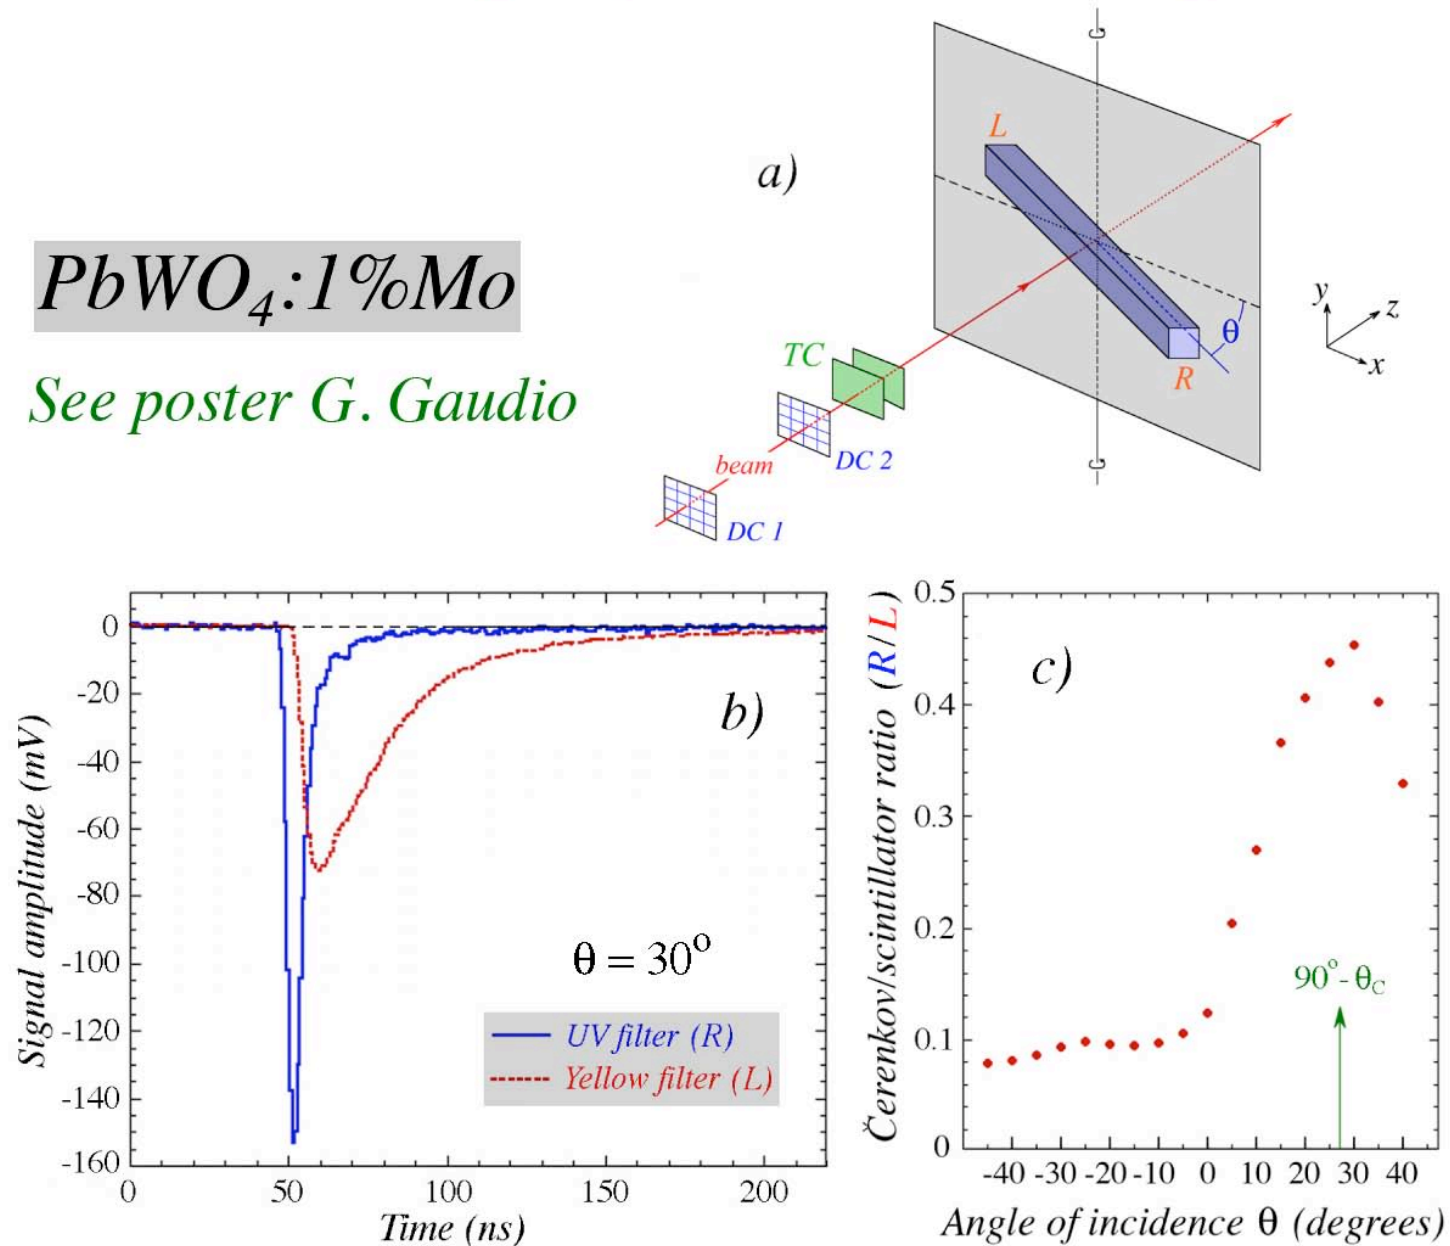 a)
L
R
θ
y
z
x
TC
DC 2
beam
DC 1
PbWO4:1%Mo
See poster G. Gaudio
Signal amplitude (mV)
0
-20
-40
-60
-80
-100
-120
-140
-160
b)
θ = 30o
UV filter (R)
Yellow filter (L)
0 50 100 150 200
Time (ns)
Čerenkov/scintillator ratio (R/L)
0.5
0.4
0.3
0.2
0.1
0
c)
90o- θC
-40 -30 -20 -10 0 10 20 30 40
Angle of incidence θ (degrees)